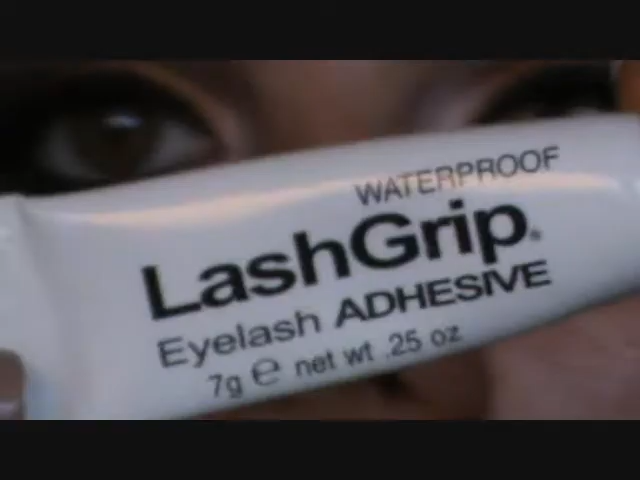 WATERPROOF
LashGrip®
Eyelash ADHESIVE
7g ℮ net wt .25 oz